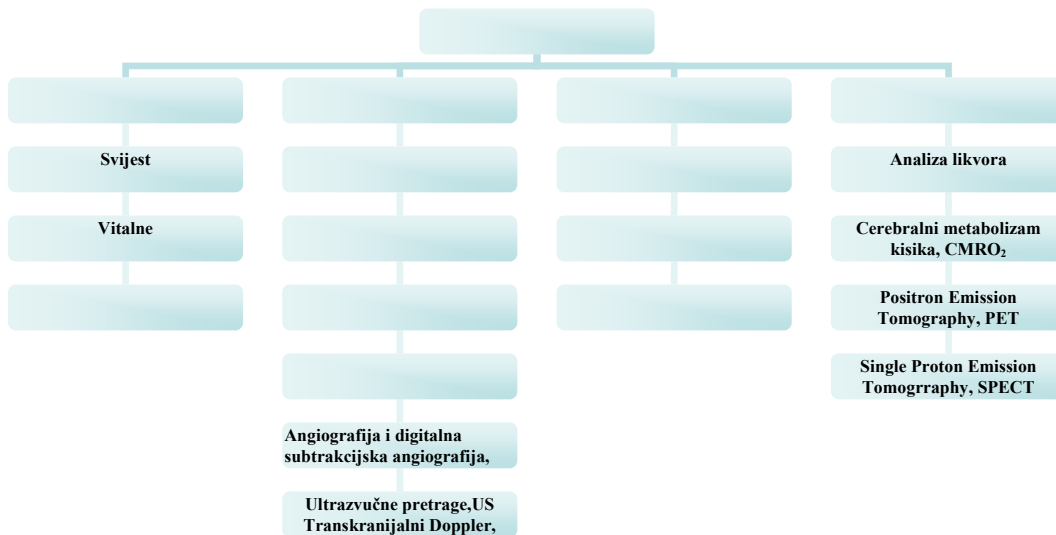 Svijest
Vitalne
Angiografija i digitalna
subtrakcijska angiografija,
Ultrazvučne pretrage,US
Transkranijalni Doppler,
Analiza likvora
Cerebralni metabolizam
kisika, CMRO₂
Positron Emission
Tomography, PET
Single Proton Emission
Tomogrraphy, SPECT